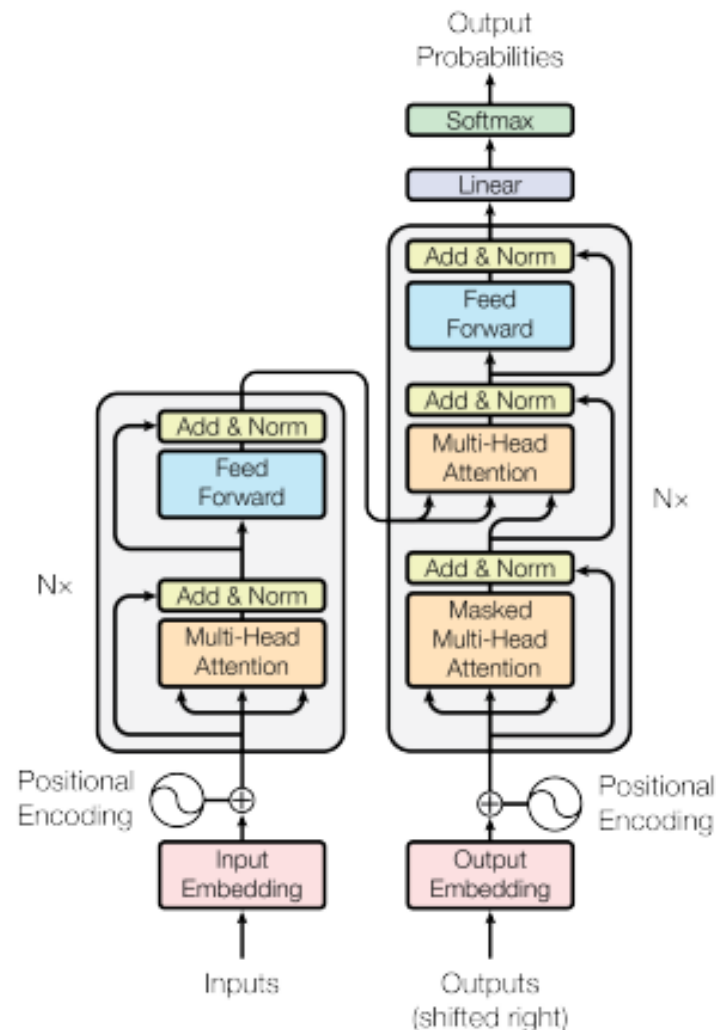 Output
Probabilities
Softmax
Linear
Add & Norm
Feed
Forward
Add & Norm
Multi-Head
Attention
Add & Norm
Masked
Multi-Head
Attention
Nx
Add & Norm
Feed
Forward
Add & Norm
Multi-Head
Attention
Nx
Positional
Encoding
Positional
Encoding
Input
Embedding
Output
Embedding
Inputs
Outputs
(shifted right)